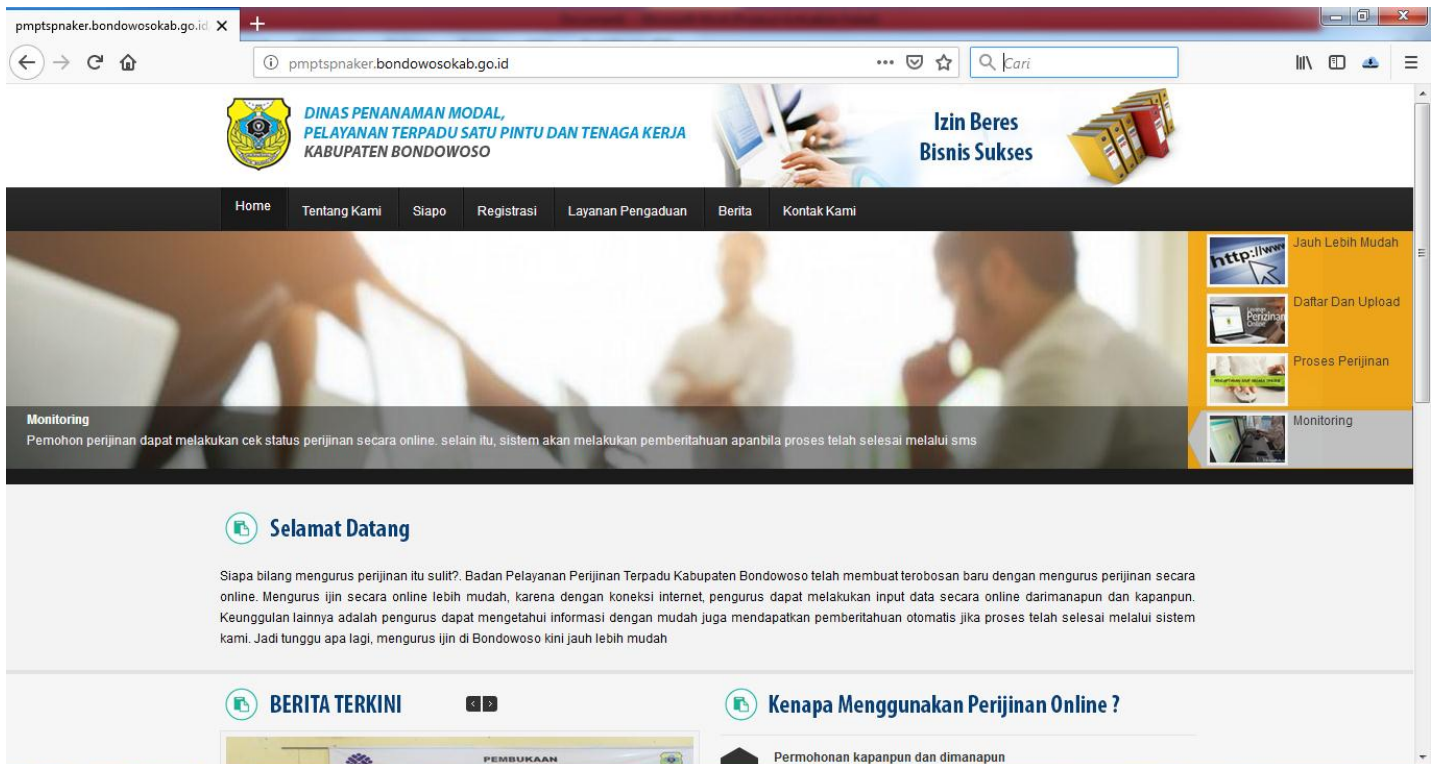 pmptspnaker.bondowosokab.go.id
pmptspnaker.bondowosokab.go.id
Cari
DINAS PENANAMAN MODAL,
PELAYANAN TERPADU SATU PINTU DAN TENAGA KERJA
KABUPATEN BONDOWOSO
Izin Beres
Bisnis Sukses
Home Tentang Kami Siapo Registrasi Layanan Pengaduan Berita Kontak Kami
http://www
Jauh Lebih Mudah
Perizinan
Online
Daftar Dan Upload
Proses Perijinan
Monitoring
Monitoring
Pemohon perijinan dapat melakukan cek status perijinan secara online. selain itu, sistem akan melakukan pemberitahuan apanbila proses telah selesai melalui sms
Selamat Datang
Siapa bilang mengurus perijinan itu sulit?. Badan Pelayanan Perijinan Terpadu Kabupaten Bondowoso telah membuat terobosan baru dengan mengurus perijinan secara
online. Mengurus ijin secara online lebih mudah, karena dengan koneksi internet, pengurus dapat melakukan input data secara online darimanapun dan kapanpun.
Keunggulan lainnya adalah pengurus dapat mengetahui informasi dengan mudah juga mendapatkan pemberitahuan otomatis jika proses telah selesai melalui sistem
kami. Jadi tunggu apa lagi, mengurus ijin di Bondowoso kini jauh lebih mudah
BERITA TERKINI
Kenapa Menggunakan Perijinan Online ?
PEMBUKAAN
Permohonan kapanpun dan dimanapun